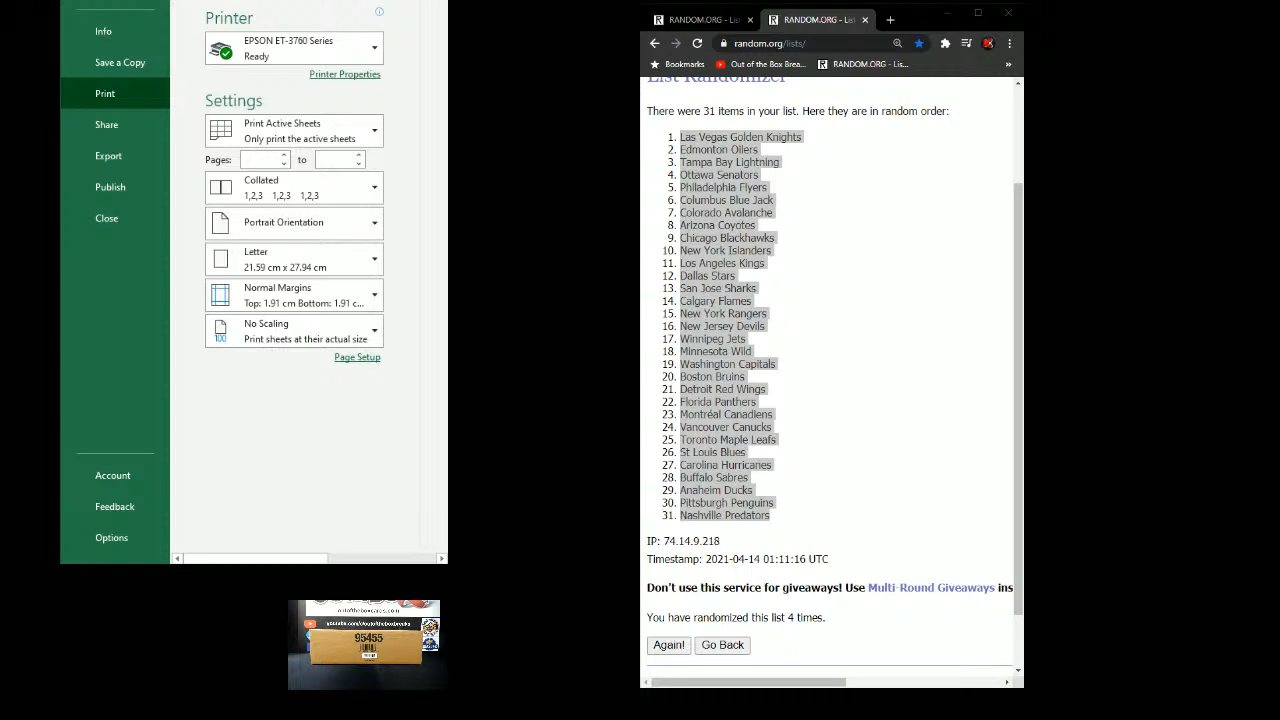 Info
Save a Copy
Print
Share
Export
Publish
Close
Account
Feedback
Options
Printer
EPSON ET-3760 Series
Ready
Printer Properties
Settings
Print Active Sheets
Only print the active sheets
Pages: to
Collated
1,2,3 1,2,3 1,2,3
Portrait Orientation
Letter
21.59 cm x 27.94 cm
Normal Margins
Top: 1.91 cm Bottom: 1.91 c...
No Scaling
100
Print sheets at their actual size
Page Setup
outoftheboxcards.com
95455
RANDOM.ORG - Lis
RANDOM.ORG - List
random.org/lists/
Bookmarks
Out of the Box Brea...
RANDOM.ORG - Lis...
»
List Randomizer
There were 31 items in your list. Here they are in random order:
1. Las Vegas Golden Knights
2. Edmonton Oilers
3. Tampa Bay Lightning
4. Ottawa Senators
5. Philadelphia Flyers
6. Columbus Blue Jack
7. Colorado Avalanche
8. Arizona Coyotes
9. Chicago Blackhawks
10. New York Islanders
11. Los Angeles Kings
12. Dallas Stars
13. San Jose Sharks
14. Calgary Flames
15. New York Rangers
16. New Jersey Devils
17. Winnipeg Jets
18. Minnesota Wild
19. Washington Capitals
20. Boston Bruins
21. Detroit Red Wings
22. Florida Panthers
23. Montréal Canadiens
24. Vancouver Canucks
25. Toronto Maple Leafs
26. St Louis Blues
27. Carolina Hurricanes
28. Buffalo Sabres
29. Anaheim Ducks
30. Pittsburgh Penguins
31. Nashville Predators
IP: 74.14.9.218
Timestamp: 2021-04-14 01:11:16 UTC
Don't use this service for giveaways! Use Multi-Round Giveaways ins
You have randomized this list 4 times.
Again!
Go Back